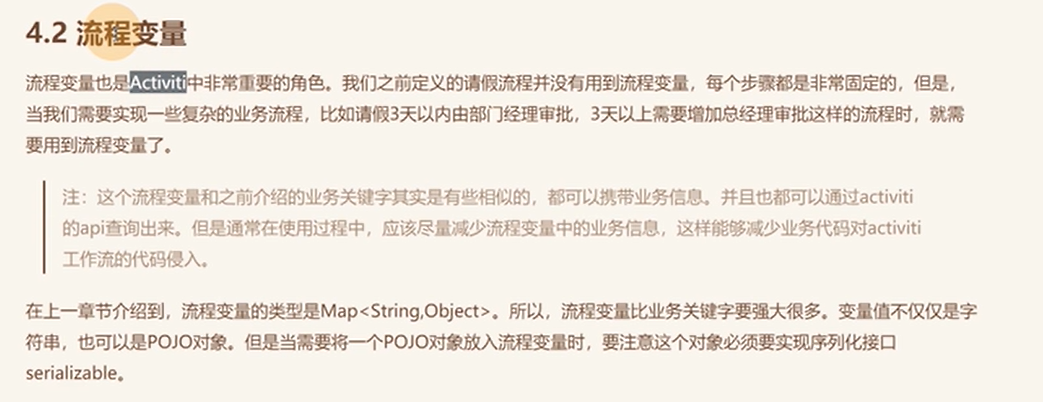 4.2 流程变量
流程变量也是Activiti中非常重要的角色。我们之前定义的请假流程并没有用到流程变量，每个步骤都是非常固定的，但是，
当我们需要实现一些复杂的业务流程，比如请假3天以内由部门经理审批，3天以上需要增加总经理审批这样的流程时，就需
要用到流程变量了。
注：这个流程变量和之前介绍的业务关键字其实是有些相似的，都可以携带业务信息。并且也都可以通过activiti
的api查询出来。但是通常在使用过程中，应该尽量减少流程变量中的业务信息，这样能够减少业务代码对activiti
工作流的代码侵入。
在上一章节介绍到，流程变量的类型是Map<String,Object>。所以，流程变量比业务关键字要强大很多。变量值不仅仅是字
符串，也可以是POJO对象。但是当需要将一个POJO对象放入流程变量时，要注意这个对象必须要实现序列化接口
serializable。